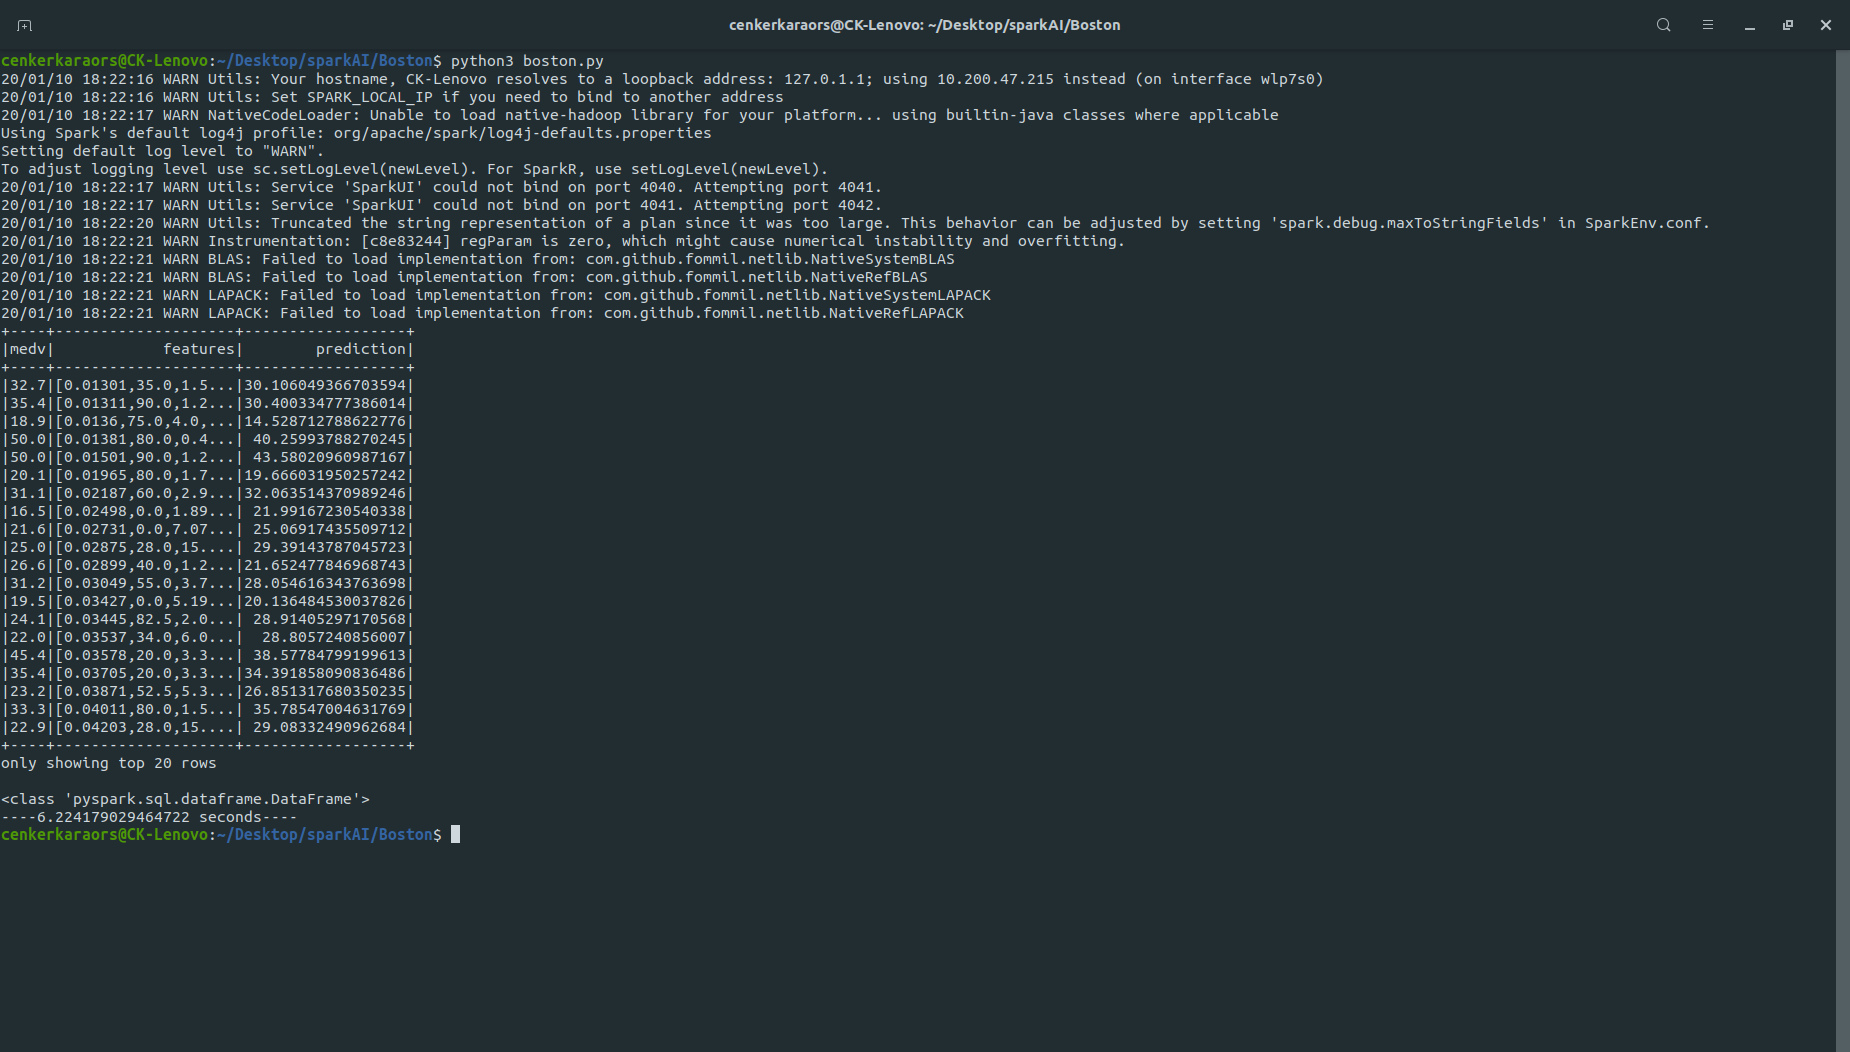 cenkerkaraors@CK-Lenovo: ~/Desktop/sparkAI/Boston
cenkerkaraors@CK-Lenovo:~/Desktop/sparkAI/Boston$ python3 boston.py
20/01/10 18:22:16 WARN Utils: Your hostname, CK-Lenovo resolves to a loopback address: 127.0.1.1; using 10.200.47.215 instead (on interface wlp7s0)
20/01/10 18:22:16 WARN Utils: Set SPARK_LOCAL_IP if you need to bind to another address
20/01/10 18:22:17 WARN NativeCodeLoader: Unable to load native-hadoop library for your platform... using builtin-java classes where applicable
Using Spark's default log4j profile: org/apache/spark/log4j-defaults.properties
Setting default log level to "WARN".
To adjust logging level use sc.setLogLevel(newLevel). For SparkR, use setLogLevel(newLevel).
20/01/10 18:22:17 WARN Utils: Service 'SparkUI' could not bind on port 4040. Attempting port 4041.
20/01/10 18:22:17 WARN Utils: Service 'SparkUI' could not bind on port 4041. Attempting port 4042.
20/01/10 18:22:20 WARN Utils: Truncated the string representation of a plan since it was too large. This behavior can be adjusted by setting 'spark.debug.maxToStringFields' in SparkEnv.conf.
20/01/10 18:22:21 WARN Instrumentation: [c8e83244] regParam is zero, which might cause numerical instability and overfitting.
20/01/10 18:22:21 WARN BLAS: Failed to load implementation from: com.github.fommil.netlib.NativeSystemBLAS
20/01/10 18:22:21 WARN BLAS: Failed to load implementation from: com.github.fommil.netlib.NativeRefBLAS
20/01/10 18:22:21 WARN LAPACK: Failed to load implementation from: com.github.fommil.netlib.NativeSystemLAPACK
20/01/10 18:22:21 WARN LAPACK: Failed to load implementation from: com.github.fommil.netlib.NativeRefLAPACK
+----+--------------------+------------------+
|medv|            features|        prediction|
+----+--------------------+------------------+
|32.7|[0.01301,35.0,1.5...|30.106049366703594|
|35.4|[0.01311,90.0,1.2...|30.400334777386014|
|18.9|[0.0136,75.0,4.0,...|14.528712788622776|
|50.0|[0.01381,80.0,0.4...| 40.25993788270245|
|50.0|[0.01501,90.0,1.2...| 43.58020960987167|
|20.1|[0.01965,80.0,1.7...|19.666031950257242|
|31.1|[0.02187,60.0,2.9...|32.063514370989246|
|16.5|[0.02498,0.0,1.89...| 21.99167230540338|
|21.6|[0.02731,0.0,7.07...| 25.06917435509712|
|25.0|[0.02875,28.0,15....| 29.39143787045723|
|26.6|[0.02899,40.0,1.2...|21.652477846968743|
|31.2|[0.03049,55.0,3.7...|28.054616343763698|
|19.5|[0.03427,0.0,5.19...|20.136484530037826|
|24.1|[0.03445,82.5,2.0...| 28.91405297170568|
|22.0|[0.03537,34.0,6.0...|  28.8057240856007|
|45.4|[0.03578,20.0,3.3...| 38.57784799199613|
|35.4|[0.03705,20.0,3.3...|34.391858090836486|
|23.2|[0.03871,52.5,5.3...|26.851317680350235|
|33.3|[0.04011,80.0,1.5...| 35.78547004631769|
|22.9|[0.04203,28.0,15....| 29.08332490962684|
+----+--------------------+------------------+
only showing top 20 rows
<class 'pyspark.sql.dataframe.DataFrame'>
----6.224179029464722 seconds----
cenkerkaraors@CK-Lenovo:~/Desktop/sparkAI/Boston$